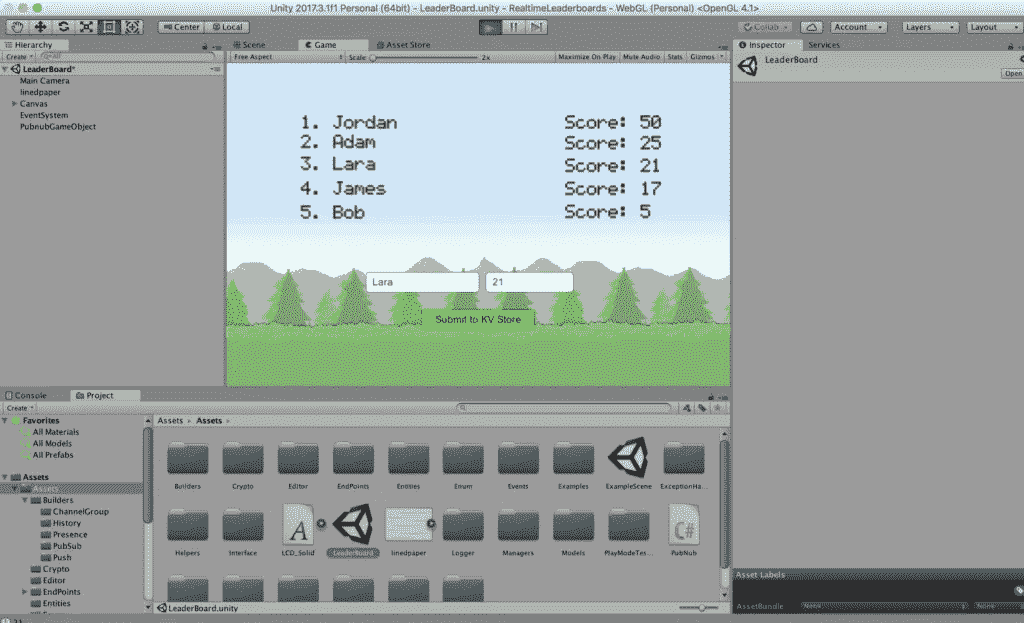 Unity 2017.3.1f1 Personal (64bit) - LeaderBoard.unity - RealtimeLeaderboards - WebGL (Personal) <OpenGL 4.1>
Center Local Collab Account Layers Layout
Hierarchy Scene Game Asset Store Inspector Services
Create All Free Aspect Scale 2x Maximize On Play Mute Audio Stats Gizmos
LeaderBoard* LeaderBoard
Main Camera
linedpaper
Canvas
EventSystem
PubnubGameObject
Open
1. Jordan Score: 50
2. Adam Score: 25
3. Lara Score: 21
4. James Score: 17
5. Bob Score: 5
Lara 21
Submit to KV Store
Console Project
Create
Favorites
All Materials
All Models
All Prefabs
Assets
Assets
Builders
ChannelGroup
History
Presence
PubSub
Push
Crypto
Editor
EndPoints
Entities
Assets Assets
Builders Crypto Editor EndPoints Entities Enum Events Examples ExampleScene ExceptionHa...
Helpers Interface LCD_Solid LeaderBoard linedpaper Logger Managers Models PlayModeTes... PubNub
LeaderBoard.unity
Asset Labels
AssetBundle None None
21